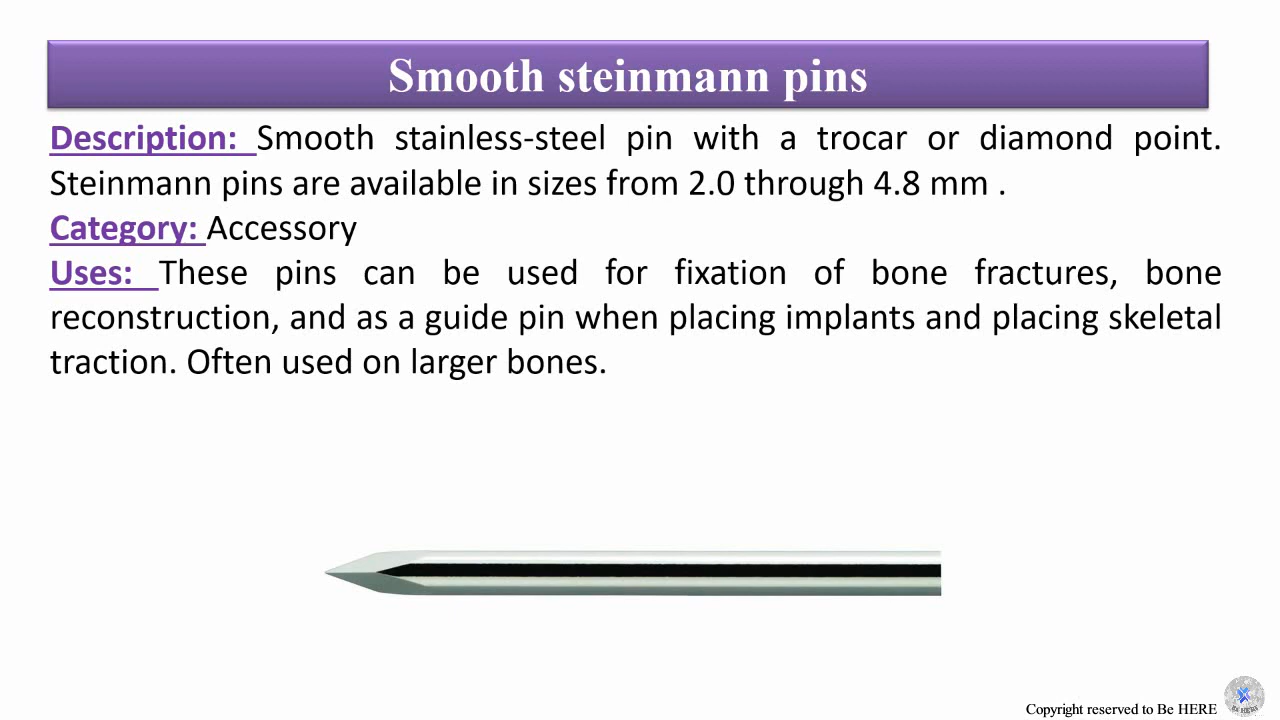 Smooth steinmann pins
Description: Smooth stainless-steel pin with a trocar or diamond point.
Steinmann pins are available in sizes from 2.0 through 4.8 mm .
Category: Accessory
Uses: These pins can be used for fixation of bone fractures, bone
reconstruction, and as a guide pin when placing implants and placing skeletal
traction. Often used on larger bones.
Copyright reserved to Be HERE